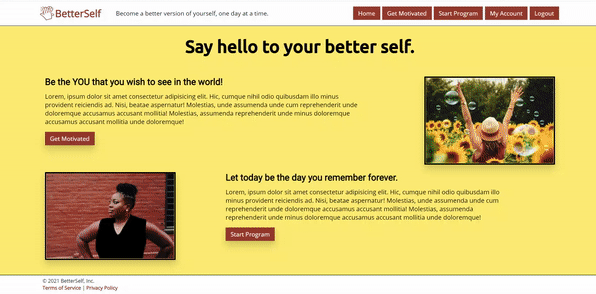 BetterSelf
Become a better version of yourself, one day at a time.
Home
Get Motivated
Start Program
My Account
Logout
Say hello to your better self.
Be the YOU that you wish to see in the world!
Lorem, ipsum dolor sit amet consectetur adipisicing elit. Hic, cumque nihil odio quibusdam illo minus
provident reiciendis ad. Nisi, beatae aspernatur! Molestias, unde assumenda unde cum reprehenderit unde
doloremque accusamus accusant mollitia! Molestias, assumenda reprehenderit unde minus doloremque
accusamus accusant mollitia unde doloremque!
Get Motivated
Let today be the day you remember forever.
Lorem, ipsum dolor sit amet consectetur adipisicing elit. Hic, cumque nihil odio quibusdam illo
minus provident reiciendis ad. Nisi, beatae aspernatur! Molestias, unde assumenda unde cum
reprehenderit unde doloremque accusamus accusant mollitia! Molestias, assumenda
reprehenderit unde minus doloremque accusamus accusant mollitia unde doloremque!
Start Program
© 2021 BetterSelf, Inc.
Terms of Service | Privacy Policy